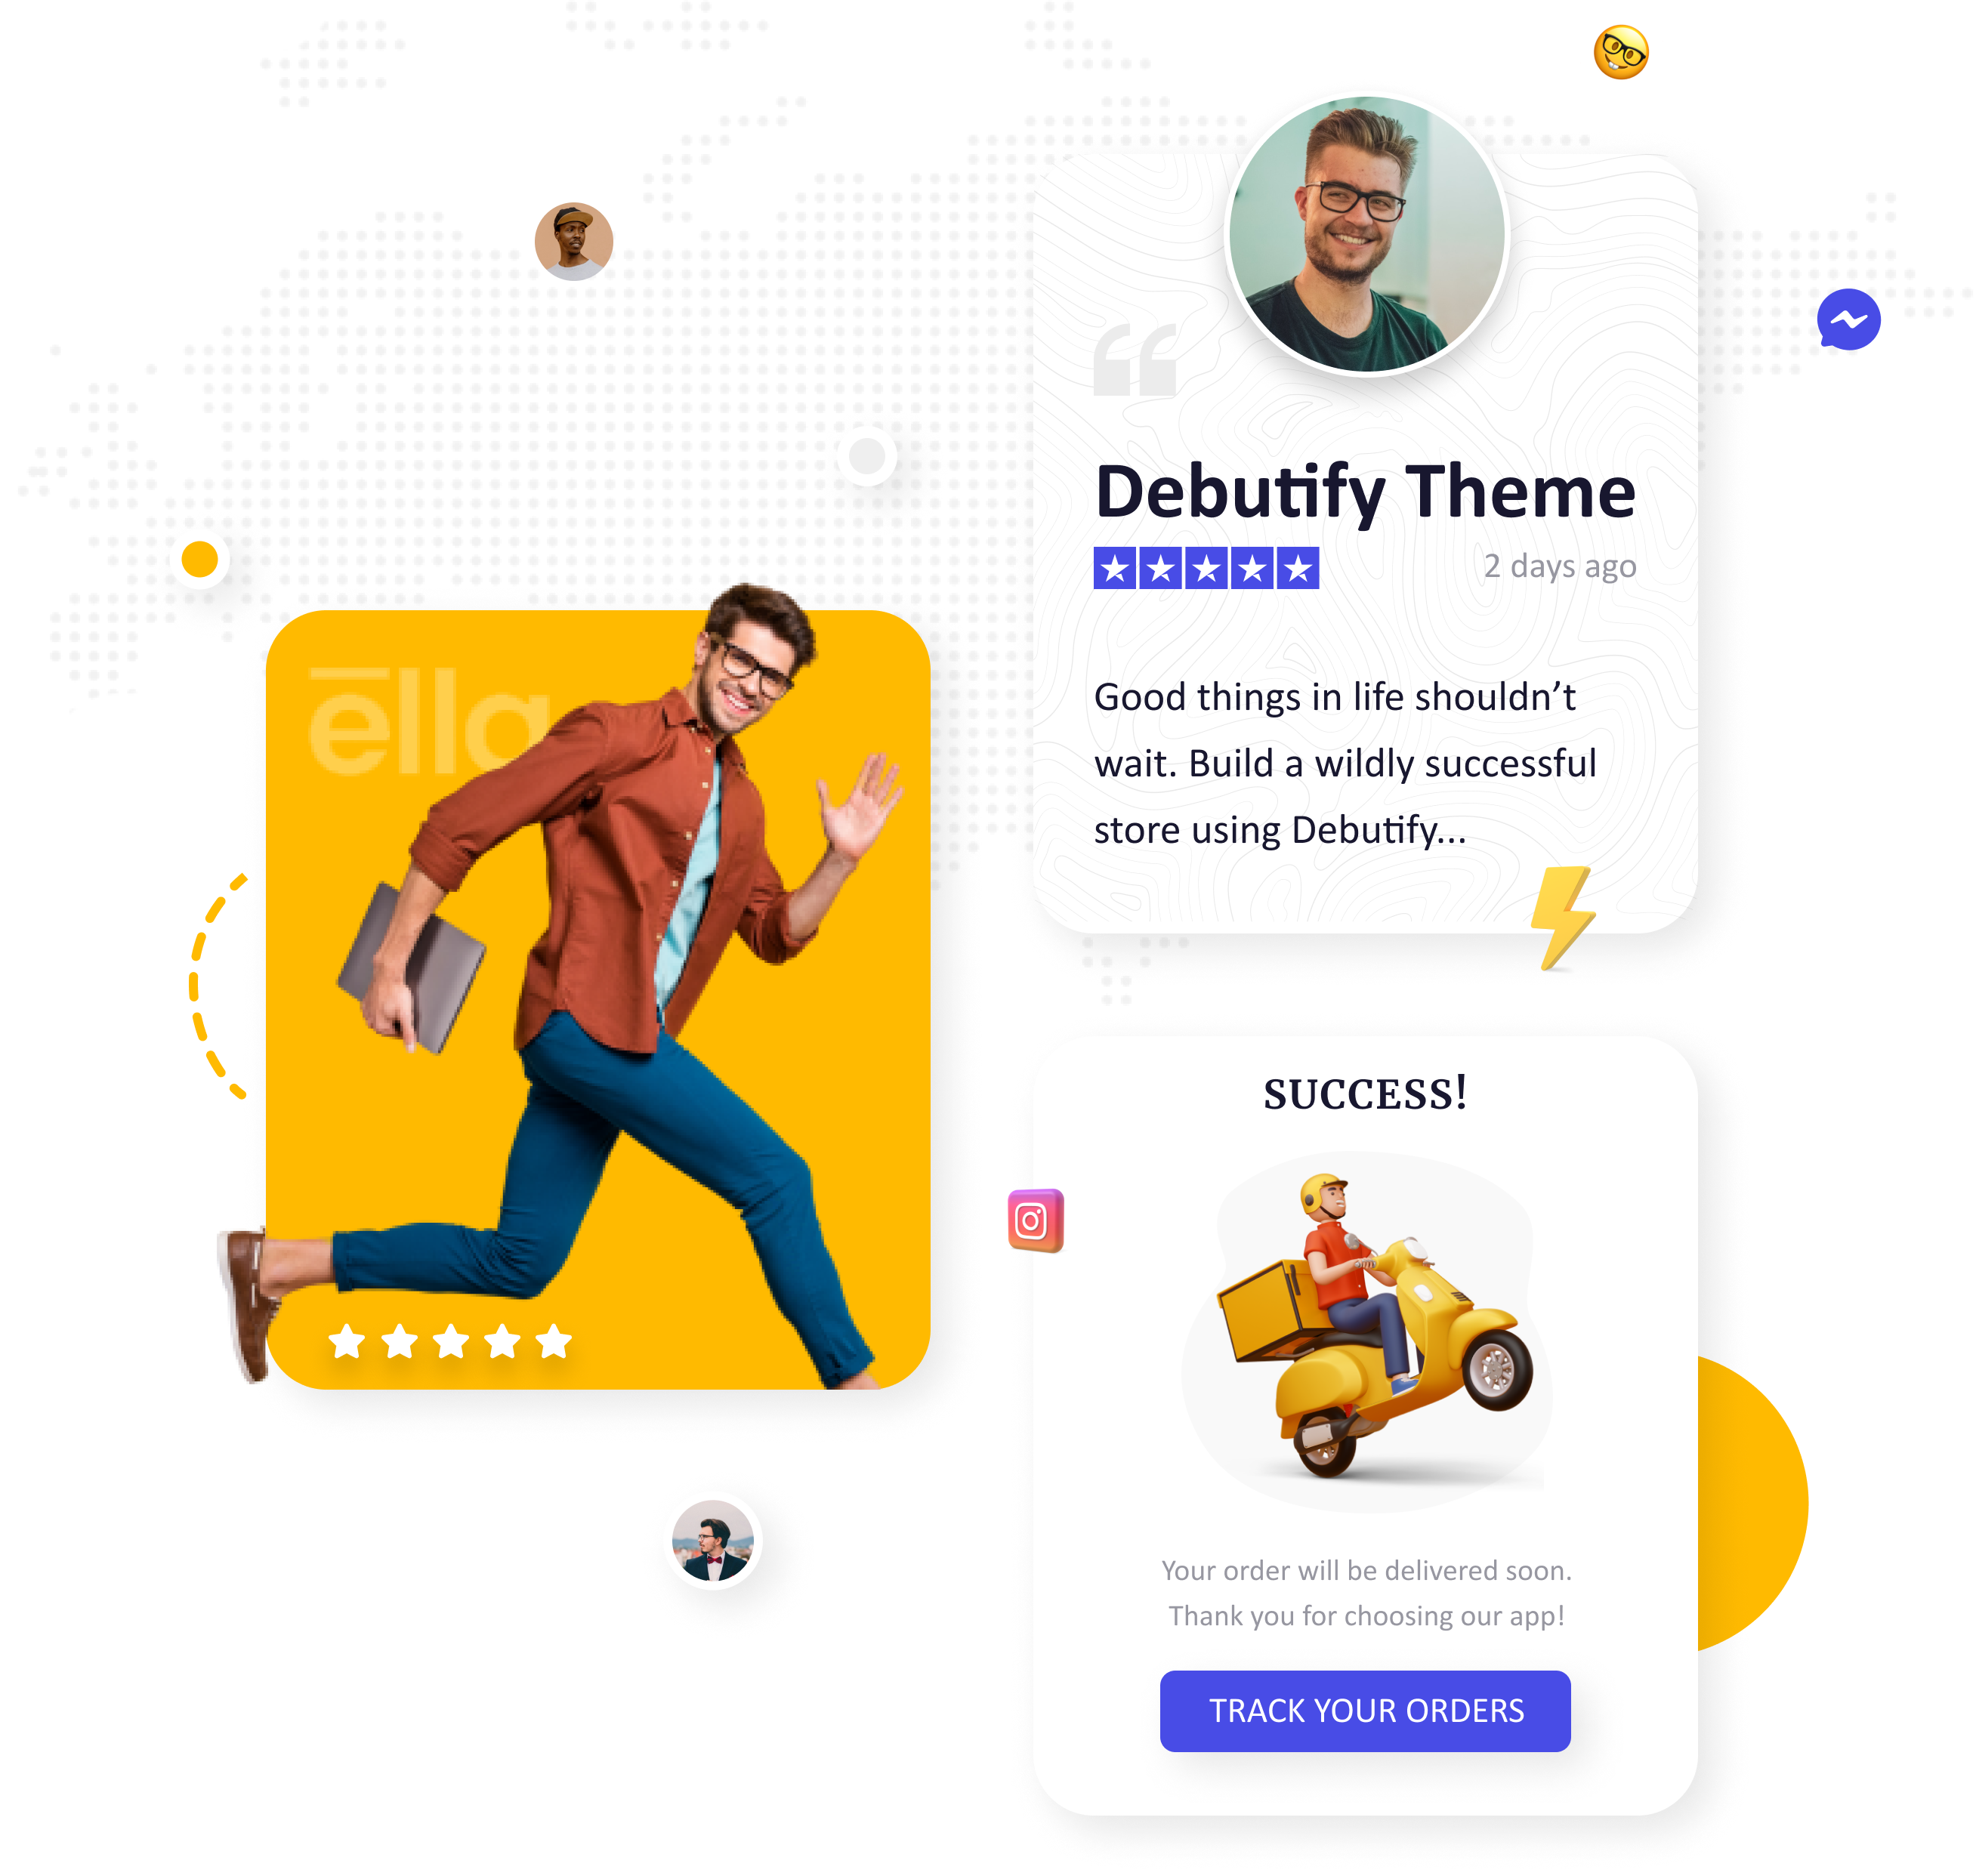 ella
Debutify Theme
2 days ago
Good things in life shouldn’t
wait. Build a wildly successful
store using Debutify...
SUCCESS!
Your order will be delivered soon.
Thank you for choosing our app!
TRACK YOUR ORDERS